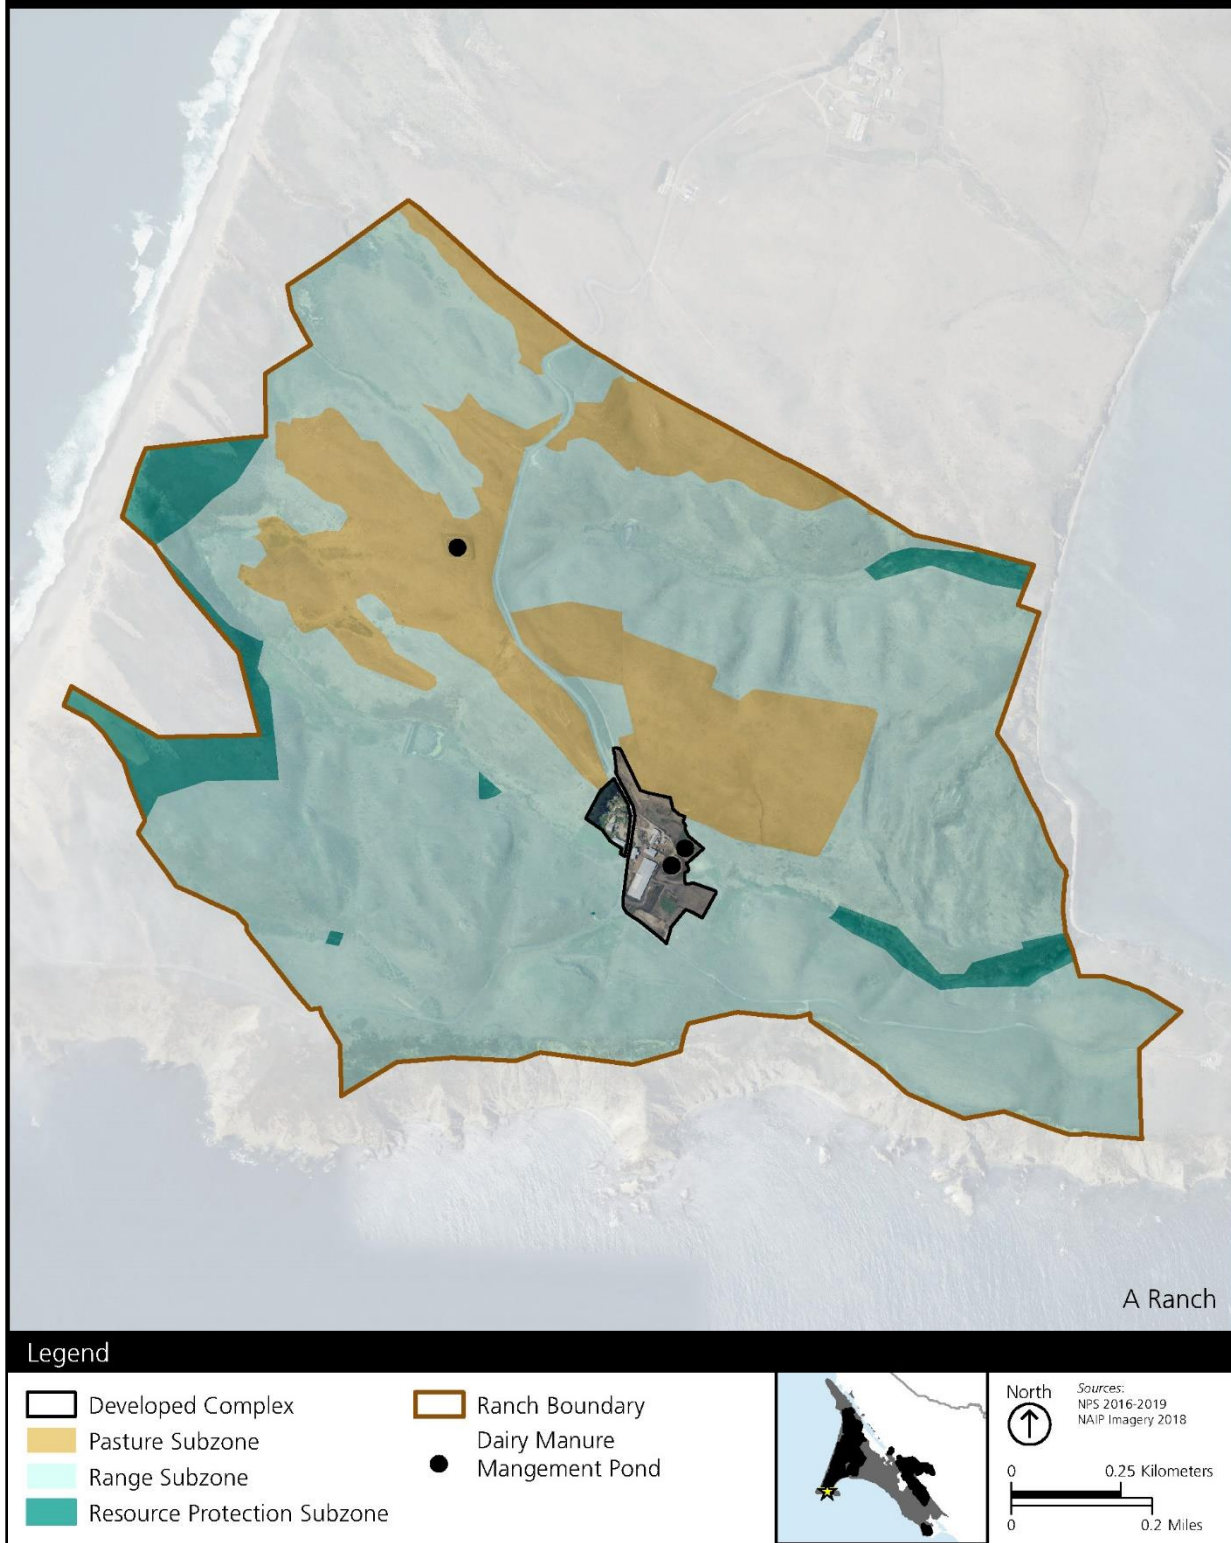 A Ranch
Legend
Developed Complex
Pasture Subzone
Range Subzone
Resource Protection Subzone
Ranch Boundary
Dairy Manure
Mangement Pond
North
Sources:
NPS 2016-2019
NAIP Imagery 2018
0 0.25 Kilometers
0 0.2 Miles